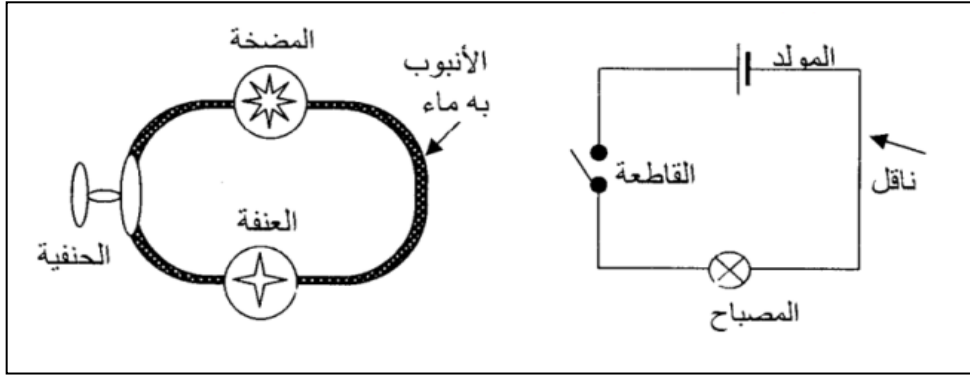 المضخة
الأنبوب
به ماء
العنفة
الحنفية
المولد
القاطعة
ناقل
المصباح